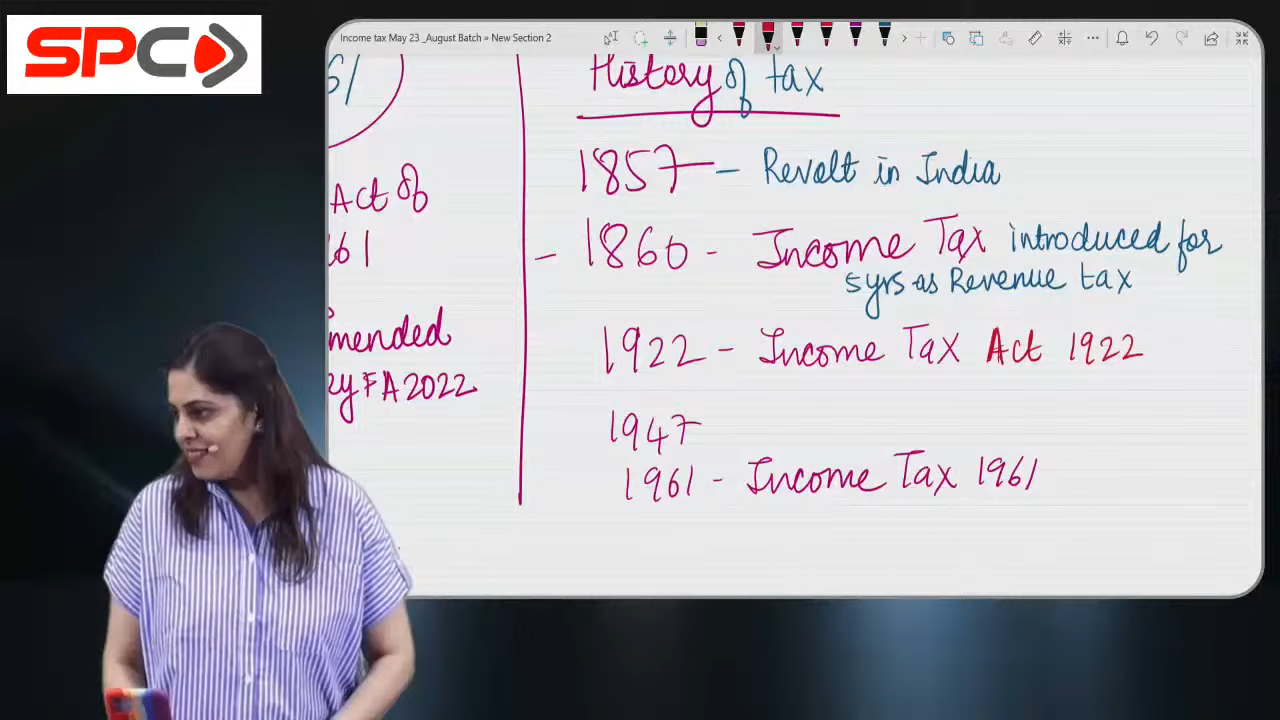 SPC
Income tax May 23 _August Batch » New Section 2
61
Act of
61
mended
By FA 2022
History of tax
1857 - Revolt in India
- 1860 - Income Tax introduced for
5yrs as Revenue tax
1922 - Income Tax Act 1922
1947
1961 - Income Tax 1961